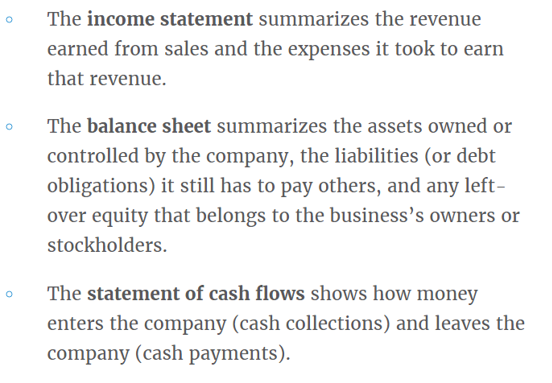 The income statement summarizes the revenue
earned from sales and the expenses it took to earn
that revenue.
The balance sheet summarizes the assets owned or
controlled by the company, the liabilities (or debt
obligations) it still has to pay others, and any left-
over equity that belongs to the business’s owners or
stockholders.
The statement of cash flows shows how money
enters the company (cash collections) and leaves the
company (cash payments).